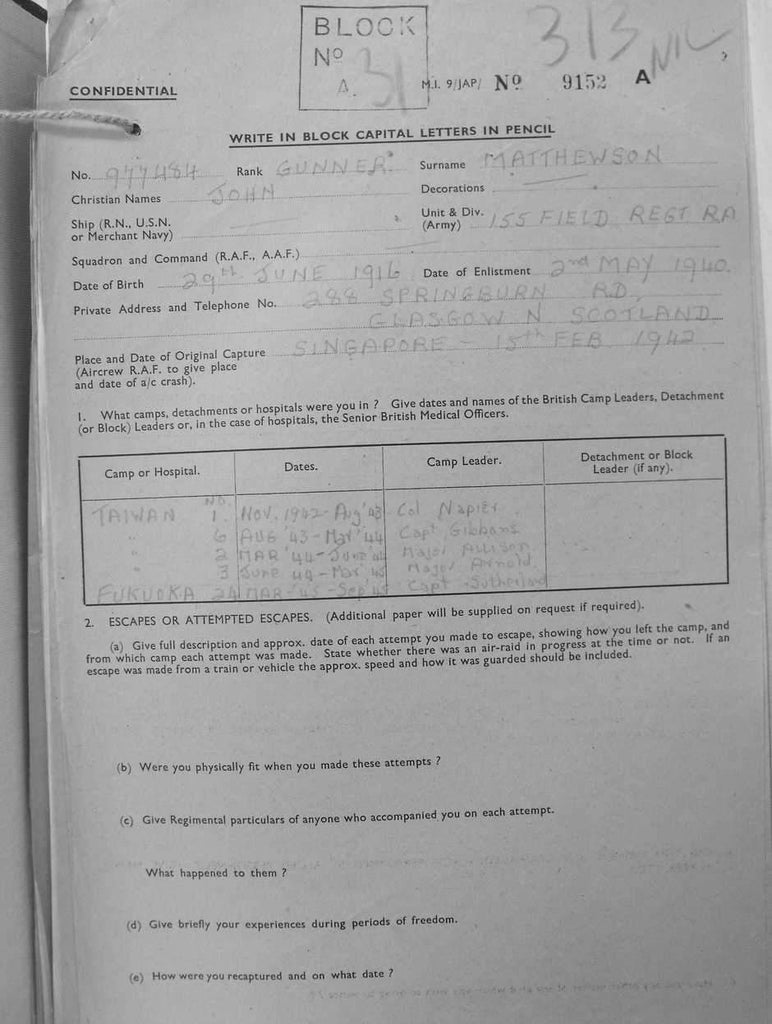 BLOCK
Nº 31
A.
313 NIL
M.I. 9/JAP/ Nº 9152 A
CONFIDENTIAL
WRITE IN BLOCK CAPITAL LETTERS IN PENCIL
No. 977484 Rank GUNNER Surname MATTHEWSON
Christian Names JOHN Decorations
Ship (R.N., U.S.N. or Merchant Navy) Unit & Div. (Army) 155 FIELD REGT RA
Squadron and Command (R.A.F., A.A.F.)
Date of Birth 29th JUNE 1916 Date of Enlistment 2nd MAY 1940
Private Address and Telephone No. 288 SPRINGBURN RD,
GLASGOW N SCOTLAND
Place and Date of Original Capture SINGAPORE - 15th FEB 1942
(Aircrew R.A.F. to give place
and date of a/c crash).
1. What camps, detachments or hospitals were you in ? Give dates and names of the British Camp Leaders, Detachment
(or Block) Leaders or, in the case of hospitals, the Senior British Medical Officers.
Camp or Hospital. Dates. Camp Leader. Detachment or Block Leader (if any).
NO.
TAIWAN 1. NOV. 1942 - Aug '43 Col Napier
" 6 AUG '43 - Mar '44 Capt Gibbons
" 2 MAR '44 - June '44 Major Allison
" 3 June 44 - Mar 45 Major Arnold
FUKUOKA 24 MAR '45 - Sep '45 Capt Sutherland
2. ESCAPES OR ATTEMPTED ESCAPES. (Additional paper will be supplied on request if required).
(a) Give full description and approx. date of each attempt you made to escape, showing how you left the camp, and
from which camp each attempt was made. State whether there was an air-raid in progress at the time or not. If an
escape was made from a train or vehicle the approx. speed and how it was guarded should be included.
(b) Were you physically fit when you made these attempts ?
(c) Give Regimental particulars of anyone who accompanied you on each attempt.
What happened to them ?
(d) Give briefly your experiences during periods of freedom.
(e) How were you recaptured and on what date ?